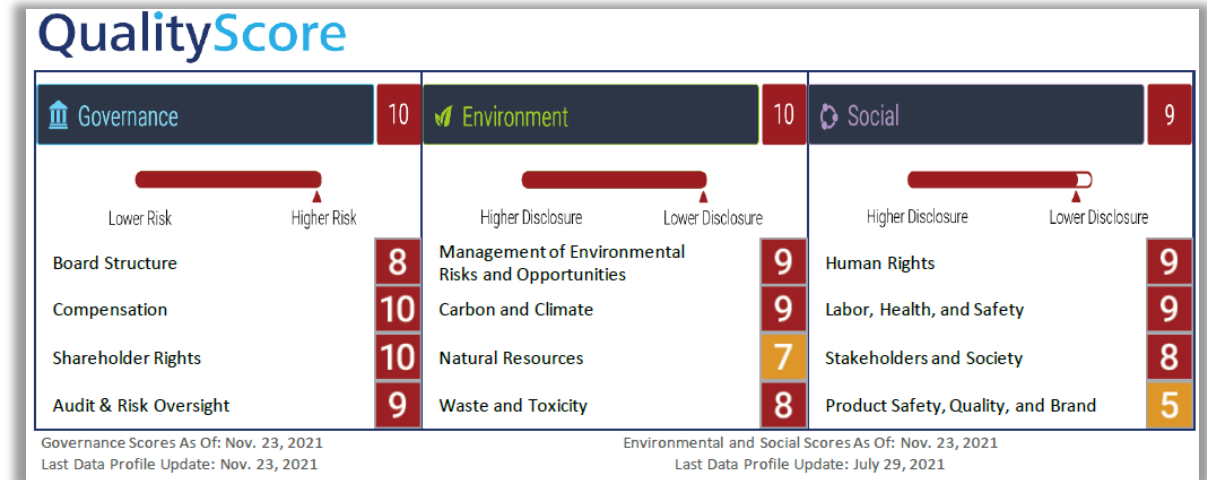 QualityScore
Governance 10
Lower Risk Higher Risk
Board Structure 8
Compensation 10
Shareholder Rights 10
Audit & Risk Oversight 9
Environment 10
Higher Disclosure Lower Disclosure
Management of Environmental
Risks and Opportunities 9
Carbon and Climate 9
Natural Resources 7
Waste and Toxicity 8
Social 9
Higher Disclosure Lower Disclosure
Human Rights 9
Labor, Health, and Safety 9
Stakeholders and Society 8
Product Safety, Quality, and Brand 5
Governance Scores As Of: Nov. 23, 2021
Last Data Profile Update: Nov. 23, 2021
Environmental and Social Scores As Of: Nov. 23, 2021
Last Data Profile Update: July 29, 2021